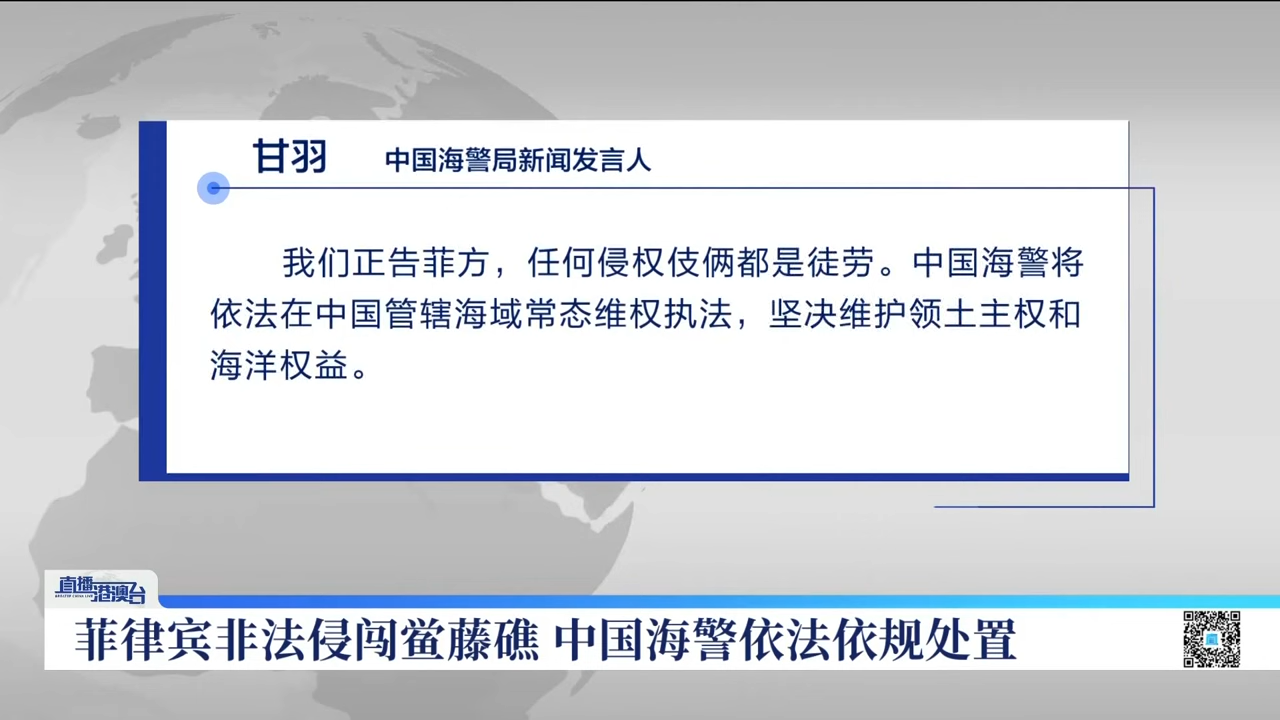 甘羽 中国海警局新闻发言人
我们正告菲方，任何侵权伎俩都是徒劳。中国海警将
依法在中国管辖海域常态维权执法，坚决维护领土主权和
海洋权益。
直播港澳台
菲律宾非法侵闯鲎藤礁 中国海警依法依规处置